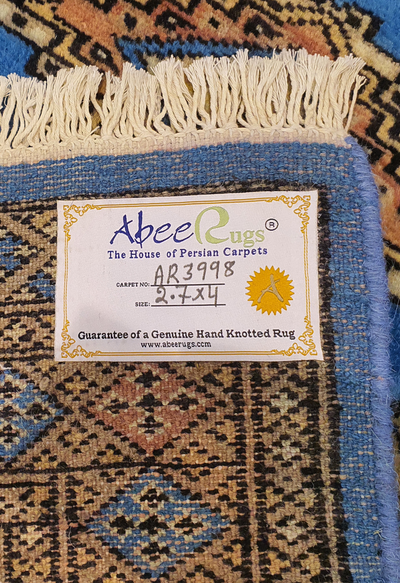 AbeeRugs®
The House of Persian Carpets
CARPET NO: AR3998
SIZE: 2.7x4
Guarantee of a Genuine Hand Knotted Rug
www.abeerugs.com